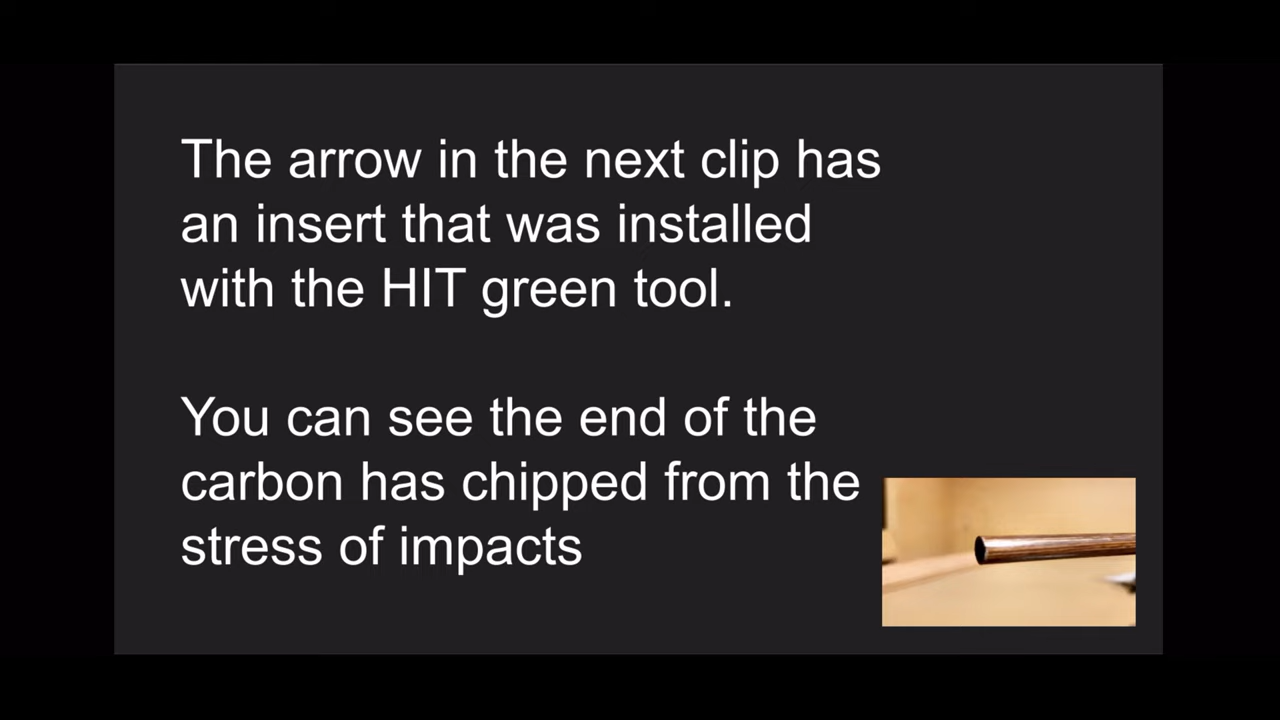 The arrow in the next clip has
an insert that was installed
with the HIT green tool.
You can see the end of the
carbon has chipped from the
stress of impacts